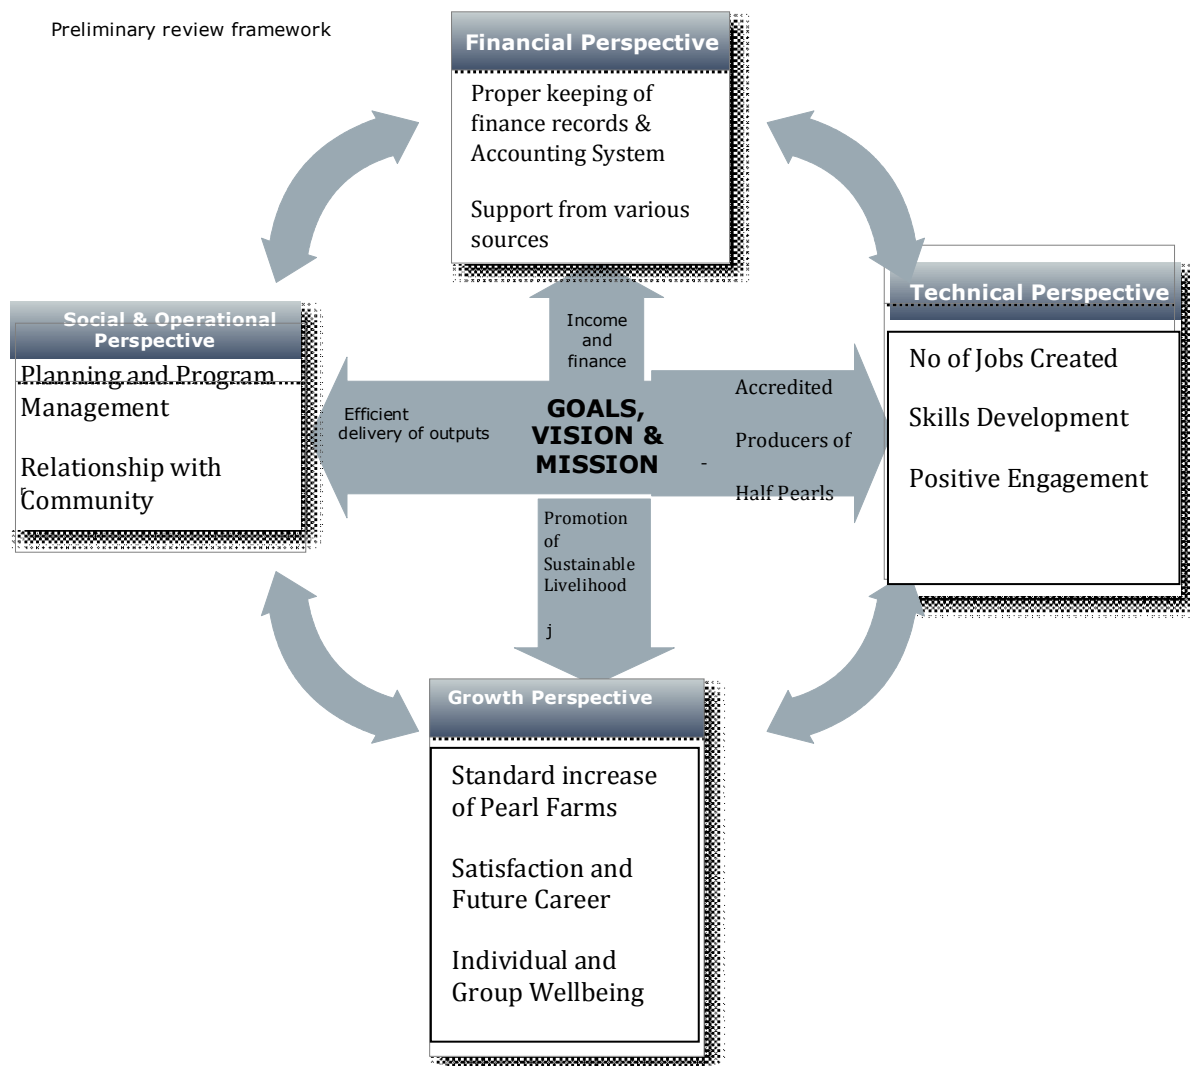 Preliminary review framework
Financial Perspective
Proper keeping of
finance records &
Accounting System
Support from various
sources
Social & Operational
Perspective
Planning and Program
Management
Relationship with
r
Community
Income
and
finance
Efficient
delivery of outputs
GOALS,
VISION &
MISSION
Accredited
Producers of
-
Half Pearls
Technical Perspective
No of Jobs Created
Skills Development
Positive Engagement
Promotion
of
Sustainable
Livelihood
j
Growth Perspective
Standard increase
of Pearl Farms
Satisfaction and
Future Career
Individual and
Group Wellbeing